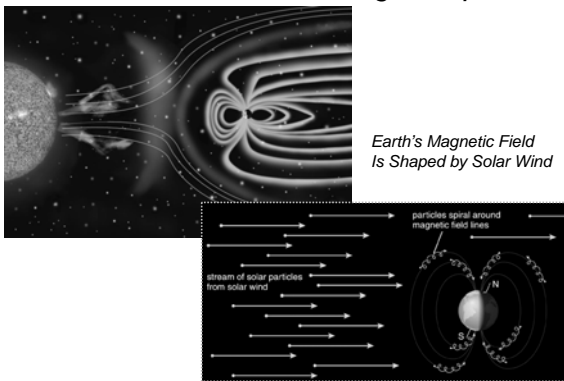 Earth's Magnetic Field
Is Shaped by Solar Wind
particles spiral around
magnetic field lines
stream of solar particles
from solar wind
N
S